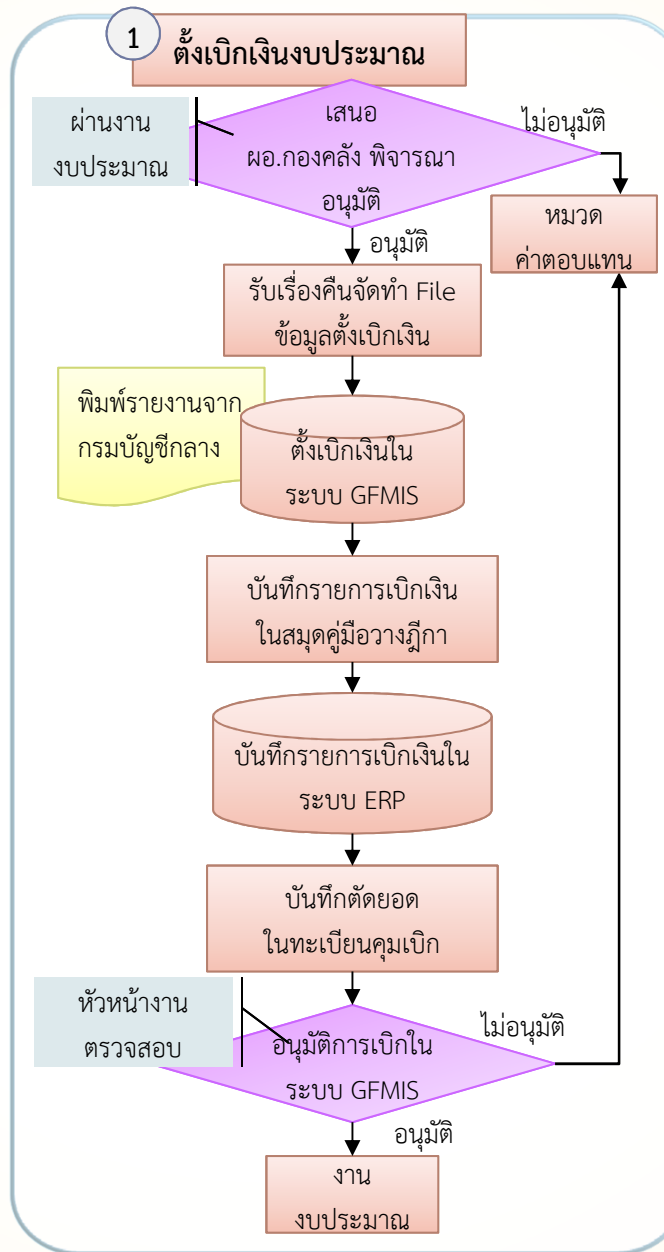 1
ตั้งเบิกเงินงบประมาณ
ผ่านงาน
งบประมาณ
เสนอ
ผอ.กองคลัง พิจารณา
อนุมัติ
ไม่อนุมัติ
หมวด
ค่าตอบแทน
อนุมัติ
รับเรื่องคืนจัดทำ File
ข้อมูลตั้งเบิกเงิน
พิมพ์รายงานจาก
กรมบัญชีกลาง
ตั้งเบิกเงินใน
ระบบ GFMIS
บันทึกรายการเบิกเงิน
ในสมุดคู่มือวางฎีกา
บันทึกรายการเบิกเงินใน
ระบบ ERP
บันทึกตัดยอด
ในทะเบียนคุมเบิก
หัวหน้างาน
ตรวจสอบ
อนุมัติการเบิกใน
ระบบ GFMIS
ไม่อนุมัติ
อนุมัติ
งาน
งบประมาณ